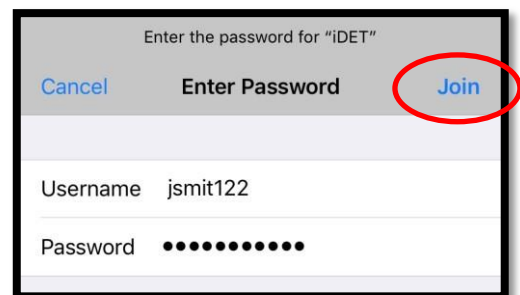 Enter the password for “iDET”
Cancel Enter Password Join
Username jsmit122
Password ●●●●●●●●●●●